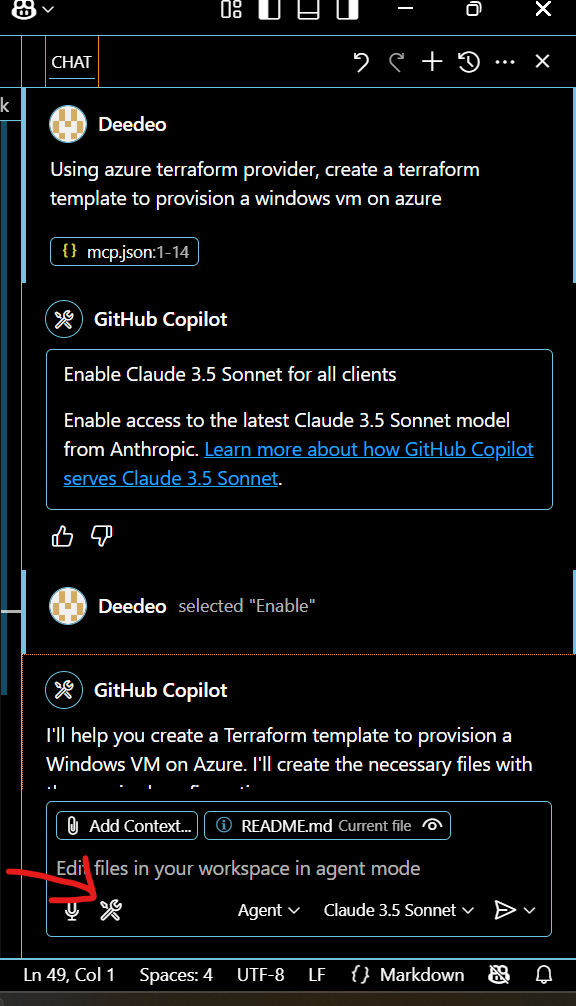 CHAT
k
Deedeo
Using azure terraform provider, create a terraform
template to provision a windows vm on azure
{} mcp.json:1-14
GitHub Copilot
Enable Claude 3.5 Sonnet for all clients
Enable access to the latest Claude 3.5 Sonnet model
from Anthropic. Learn more about how GitHub Copilot
serves Claude 3.5 Sonnet.
Deedeo selected "Enable"
GitHub Copilot
I'll help you create a Terraform template to provision a
Windows VM on Azure. I'll create the necessary files with
Add Context... README.md Current file
Edit files in your workspace in agent mode
Agent Claude 3.5 Sonnet
Ln 49, Col 1 Spaces: 4 UTF-8 LF {} Markdown